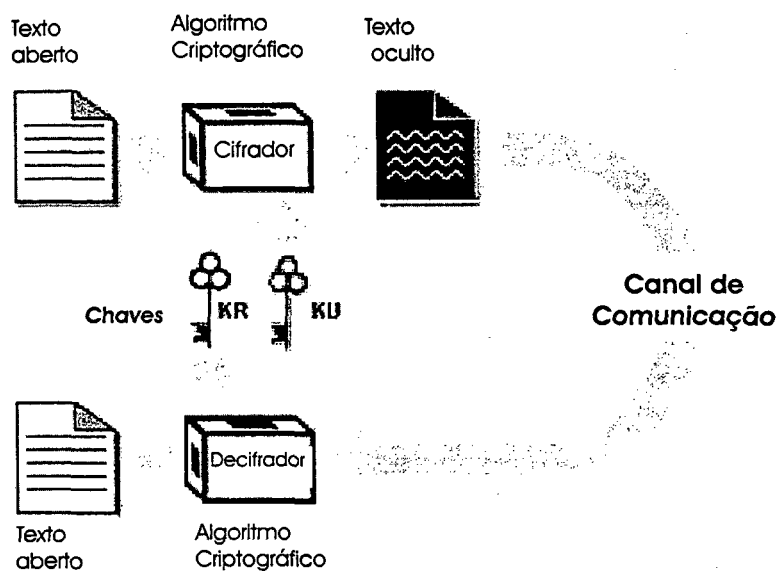 Texto
aberto
Algoritmo
Criptográfico
Texto
oculto
Cifrador
Chaves
KR
KU
Canal de
Comunicação
Decifrador
Texto
aberto
Algoritmo
Criptográfico